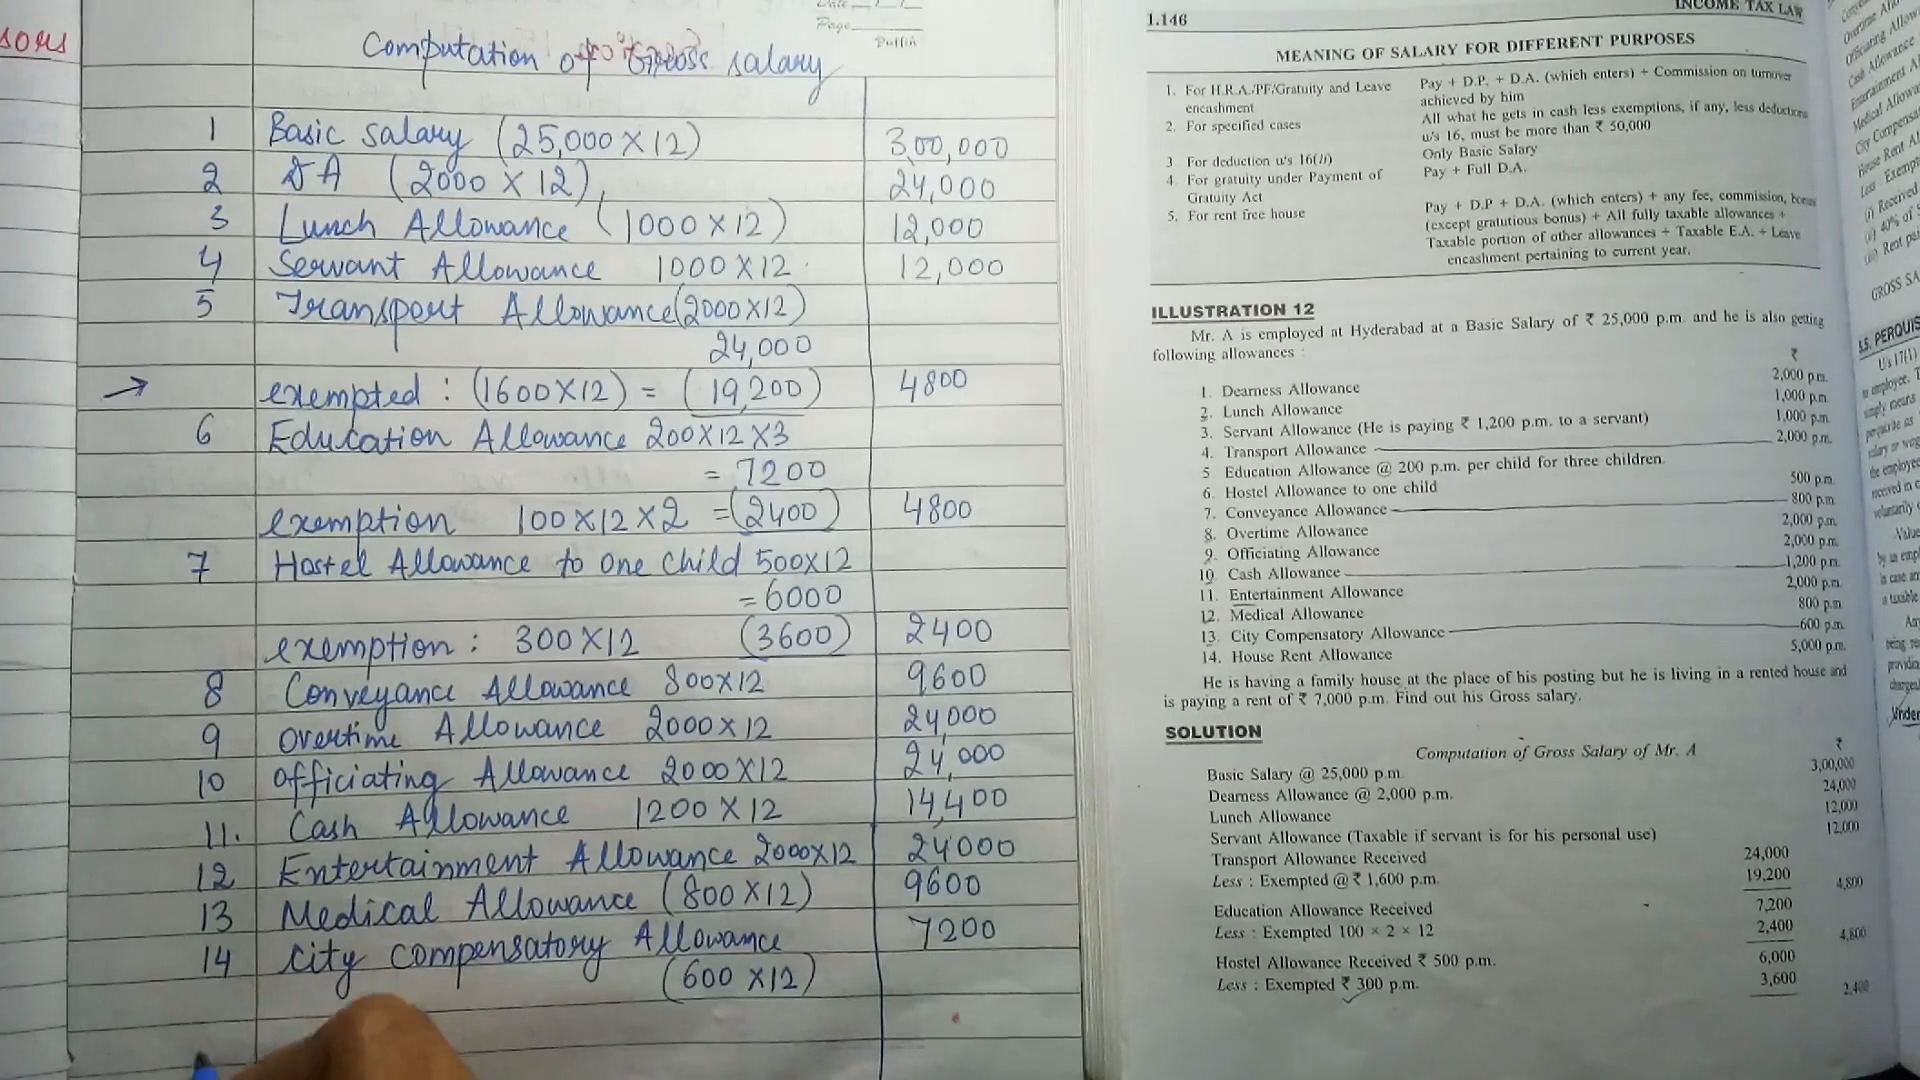 Date
Page
Puffin
Computation of Gross salary
1 Basic salary (25,000 X 12) 3,00,000
2 DA (2000 X 12) 24,000
3 Lunch Allowance (1000 X 12) 12,000
4 Servant Allowance 1000 X 12 12,000
5 Transport Allowance (2000 X 12)
24,000
→ exempted : (1600 X 12) = (19,200) 4800
6 Education Allowance 200 X 12 X 3
= 7200
exemption 100 X 12 X 2 = (2400) 4800
7 Hostel Allowance to one child 500 X 12
= 6000
exemption : 300 X 12 (3600) 2400
8 Conveyance Allowance 800 X 12 9600
9 Overtime Allowance 2000 X 12 24,000
10 Officiating Allowance 2000 X 12 24,000
11. Cash Allowance 1200 X 12 14,400
12 Entertainment Allowance 2000 X 12 24000
13 Medical Allowance (800 X 12) 9600
14 City compensatory Allowance 7200
(600 X 12)
1.146 INCOME TAX LAW
MEANING OF SALARY FOR DIFFERENT PURPOSES
1. For H.R.A./PF/Gratuity and Leave encashment Pay + D.P. + D.A. (which enters) + Commission on turnover
achieved by him
2. For specified cases All what he gets in cash less exemptions, if any, less deductions
u/s 16, must be more than ₹ 50,000
3 For deduction u/s 16(ii) Only Basic Salary
4. For gratuity under Payment of Gratuity Act Pay + Full D.A.
5. For rent free house Pay + D.P + D.A. (which enters) + any fee, commission, bonus
(except gratutious bonus) + All fully taxable allowances +
Taxable portion of other allowances + Taxable E.A. + Leave
encashment pertaining to current year.
ILLUSTRATION 12
Mr. A is employed at Hyderabad at a Basic Salary of ₹ 25,000 p.m. and he is also getting
following allowances :
₹
1. Dearness Allowance 2,000 p.m.
2. Lunch Allowance 1,000 p.m.
3. Servant Allowance (He is paying ₹ 1,200 p.m. to a servant) 1,000 p.m.
4. Transport Allowance 2,000 p.m.
5 Education Allowance @ 200 p.m. per child for three children.
6. Hostel Allowance to one child 500 p.m.
7. Conveyance Allowance 800 p.m.
8. Overtime Allowance 2,000 p.m.
9. Officiating Allowance 2,000 p.m.
10. Cash Allowance 1,200 p.m.
11. Entertainment Allowance 2,000 p.m.
12. Medical Allowance 800 p.m.
13. City Compensatory Allowance 600 p.m.
14. House Rent Allowance 5,000 p.m.
He is having a family house at the place of his posting but he is living in a rented house and
is paying a rent of ₹ 7,000 p.m. Find out his Gross salary.
SOLUTION
Computation of Gross Salary of Mr. A ₹
Basic Salary @ 25,000 p.m. 3,00,000
Dearness Allowance @ 2,000 p.m. 24,000
Lunch Allowance 12,000
Servant Allowance (Taxable if servant is for his personal use) 12,000
Transport Allowance Received 24,000
Less : Exempted @ ₹ 1,600 p.m. 19,200 4,800
Education Allowance Received 7,200
Less : Exempted 100 × 2 × 12 2,400 4,800
Hostel Allowance Received ₹ 500 p.m. 6,000
Less : Exempted ₹ 300 p.m. 3,600 2,400